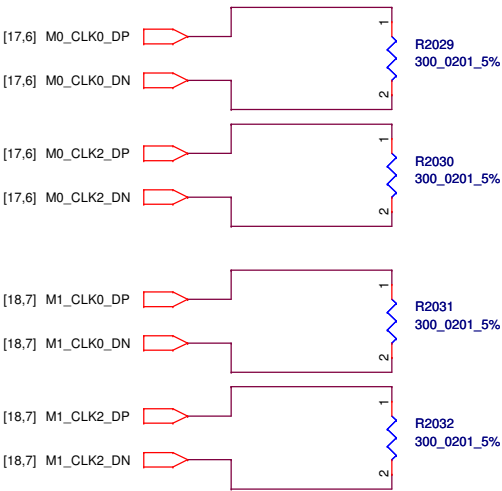 [17,6] M0_CLK0_DP
1
R2029
300_0201_5%
[17,6] M0_CLK0_DN
2
[17,6] M0_CLK2_DP
1
R2030
300_0201_5%
[17,6] M0_CLK2_DN
2
[18,7] M1_CLK0_DP
1
R2031
300_0201_5%
[18,7] M1_CLK0_DN
2
[18,7] M1_CLK2_DP
1
R2032
300_0201_5%
[18,7] M1_CLK2_DN
2